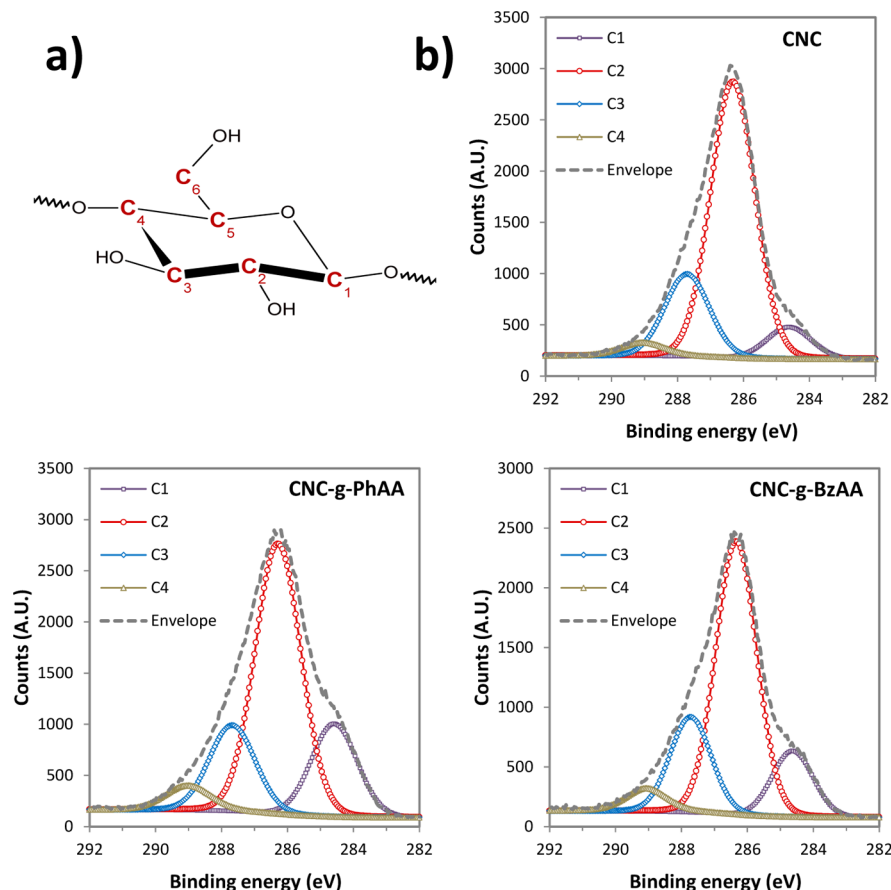 a)
OH
C6
O
C4
C5
O
HO
C3
C2
C1
O
OH
b)
CNC
C1
C2
C3
C4
Envelope
Counts (A.U.)
3500
3000
2500
2000
1500
1000
500
0
292 290 288 286 284 282
Binding energy (eV)
CNC-g-PhAA
C1
C2
C3
C4
Envelope
Counts (A.U.)
3500
3000
2500
2000
1500
1000
500
0
292 290 288 286 284 282
Binding energy (eV)
CNC-g-BzAA
C1
C2
C3
C4
Envelope
Counts (A.U.)
3000
2500
2000
1500
1000
500
0
292 290 288 286 284 282
Binding energy (eV)